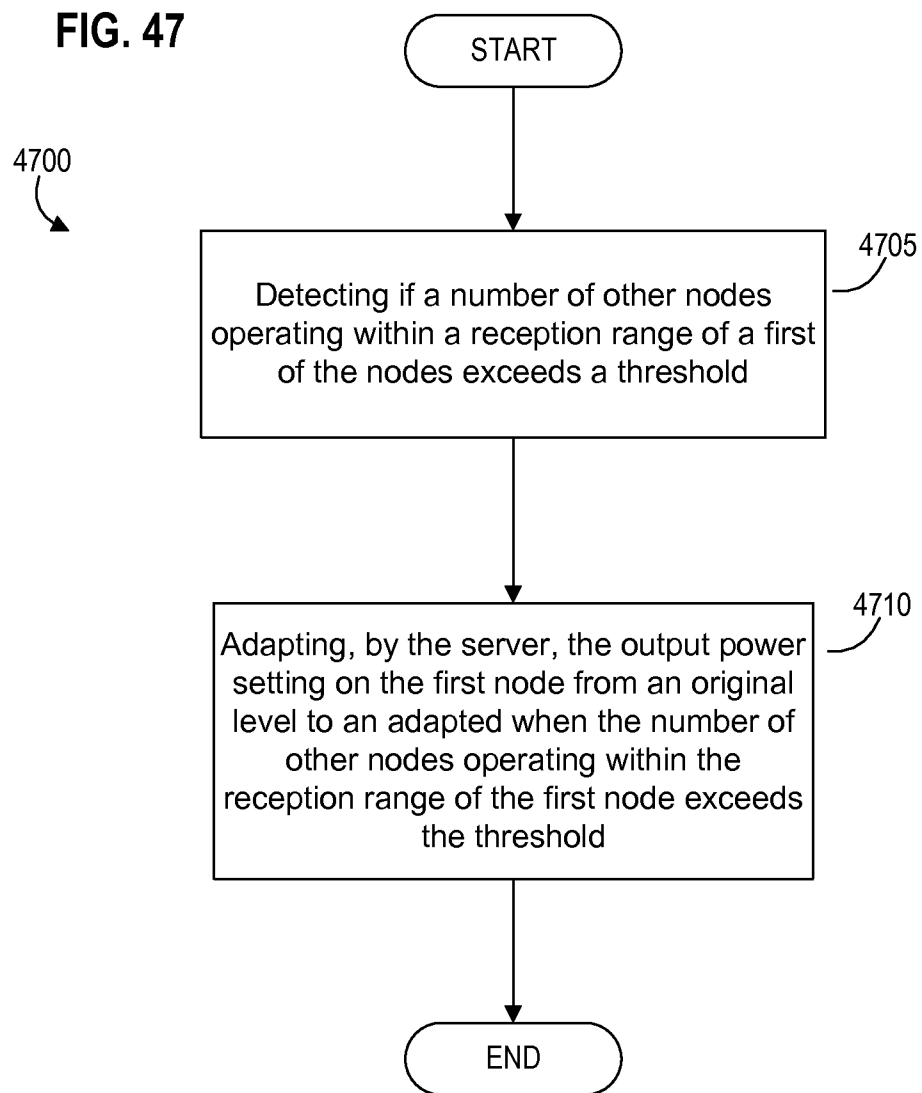 FIG. 47
START
4700
4705
Detecting if a number of other nodes
operating within a reception range of a first
of the nodes exceeds a threshold
4710
Adapting, by the server, the output power
setting on the first node from an original
level to an adapted when the number of
other nodes operating within the
reception range of the first node exceeds
the threshold
END